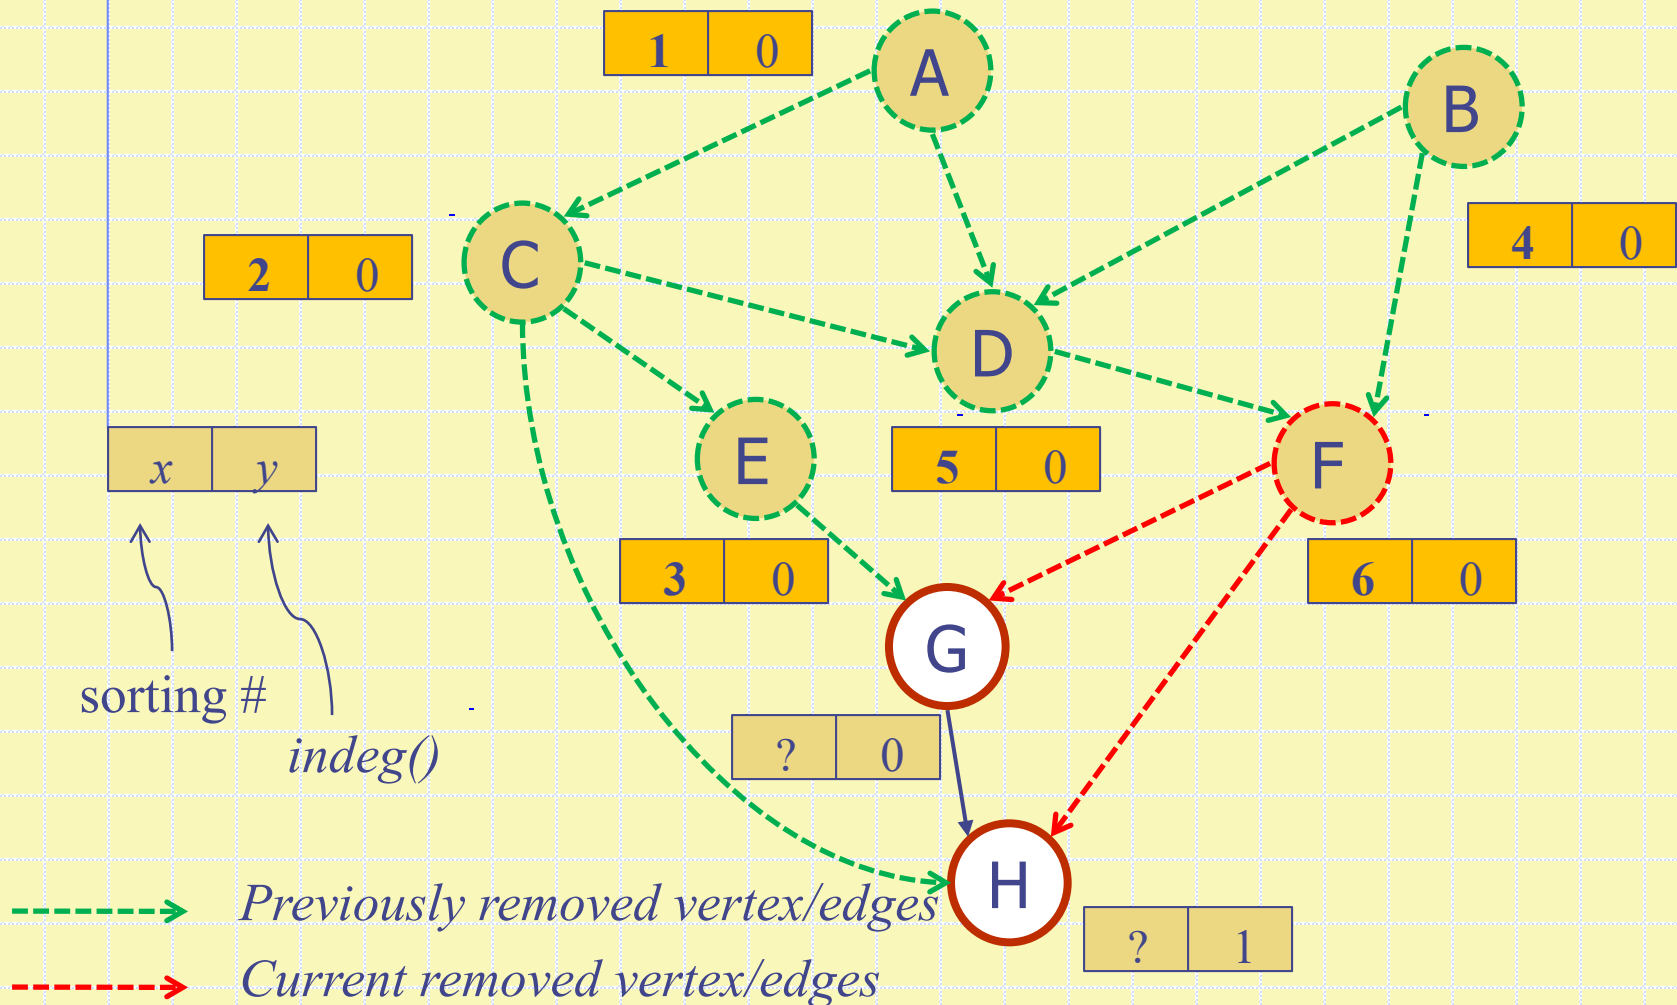 1 0
A
B
4 0
C
2 0
D
E
F
x y
5 0
3 0
6 0
G
sorting #
indeg()
? 0
H
Previously removed vertex/edges
? 1
Current removed vertex/edges